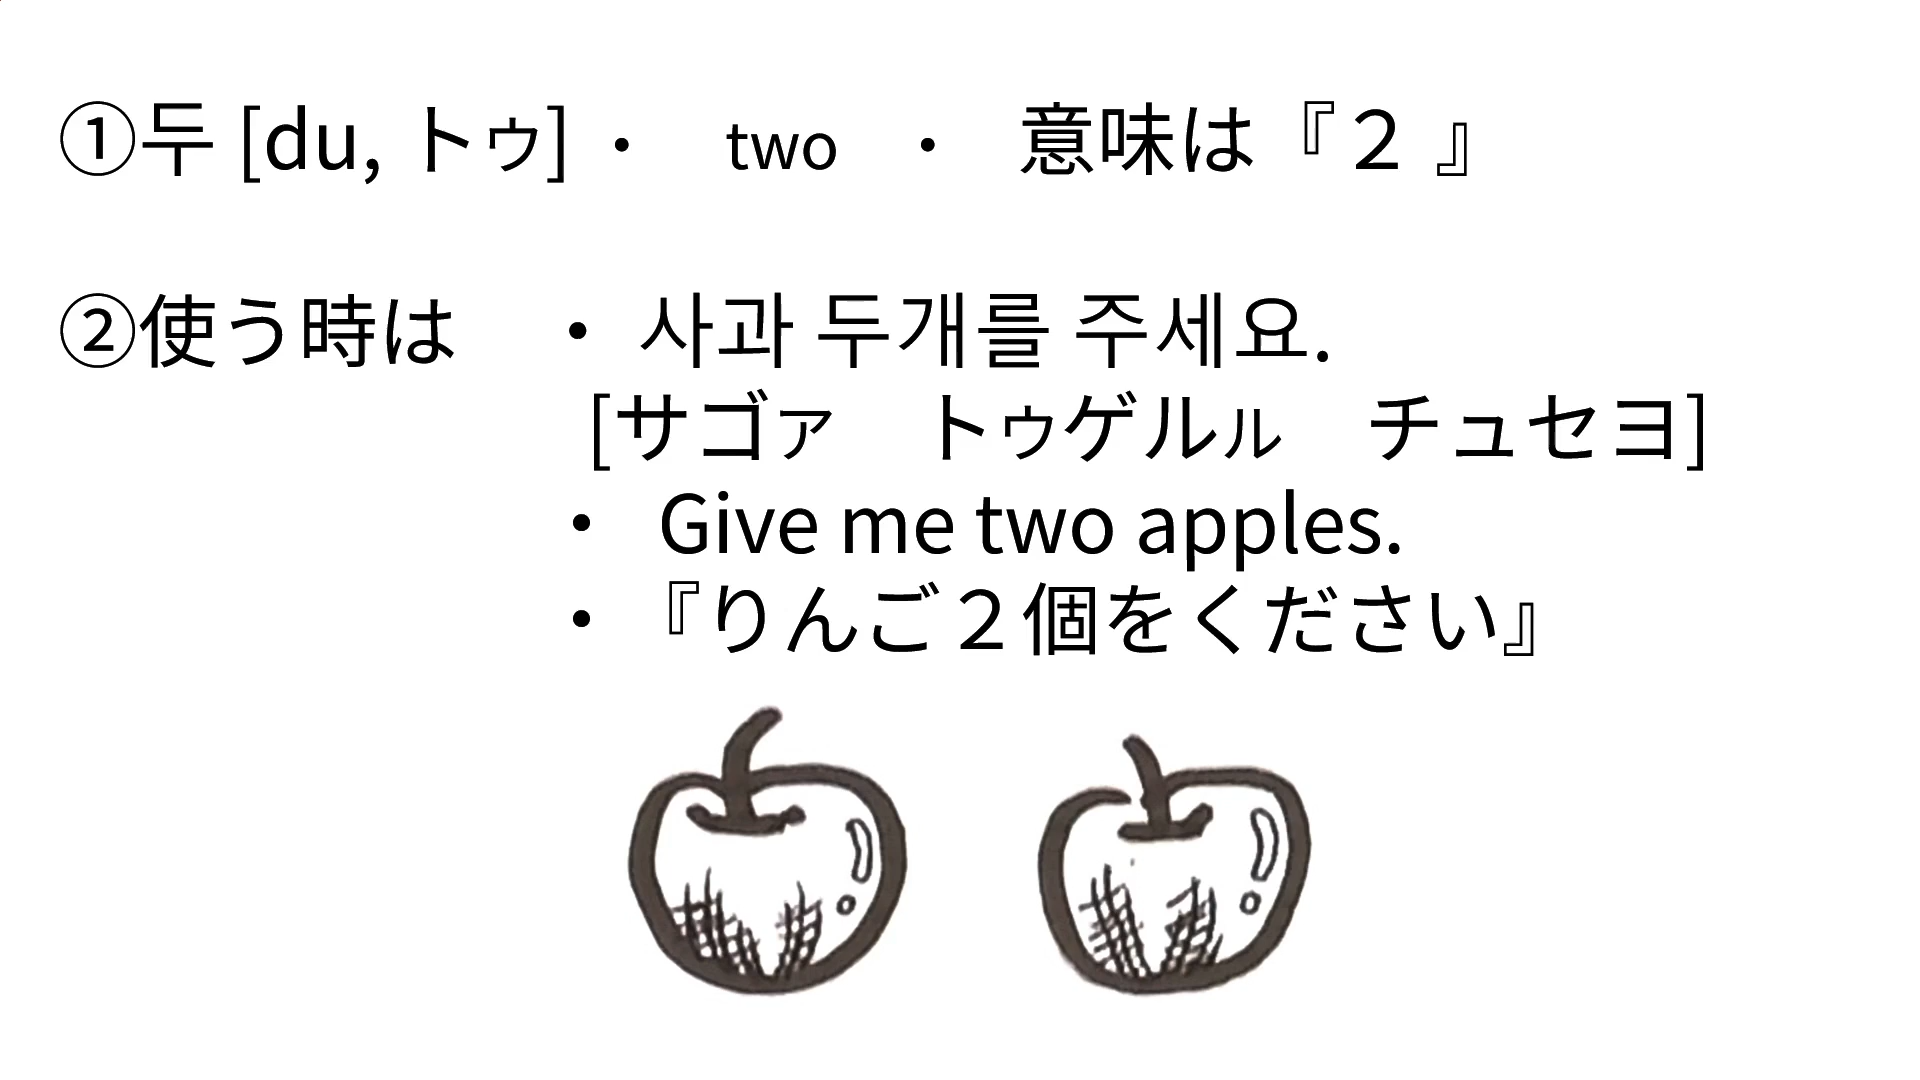 ①두 [du, トゥ]・ two ・ 意味は『２』
②使う時は ・ 사과 두개를 주세요.
[サゴァ トゥゲルル チュセヨ]
・ Give me two apples.
・『りんご２個をください』